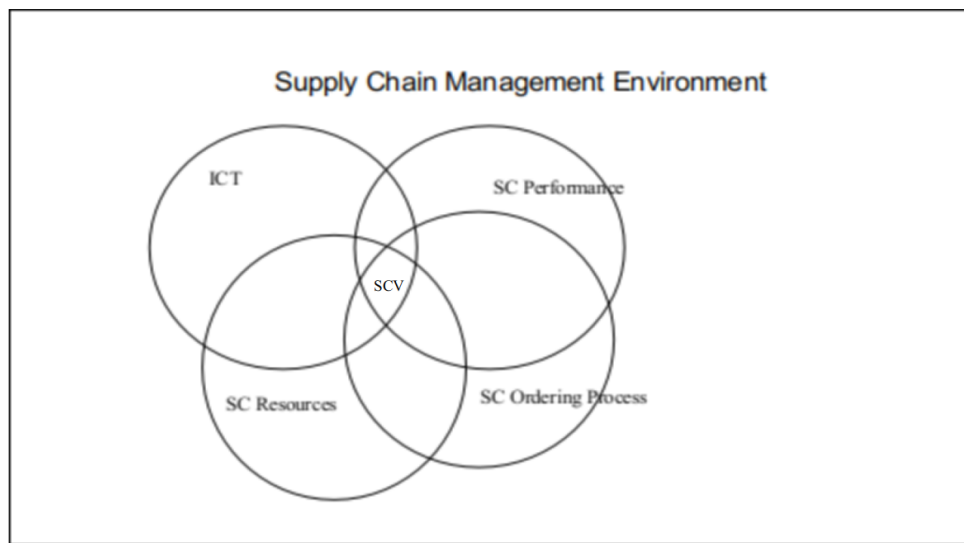 Supply Chain Management Environment
ICT
SC Performance
SCV
SC Resources
SC Ordering Process